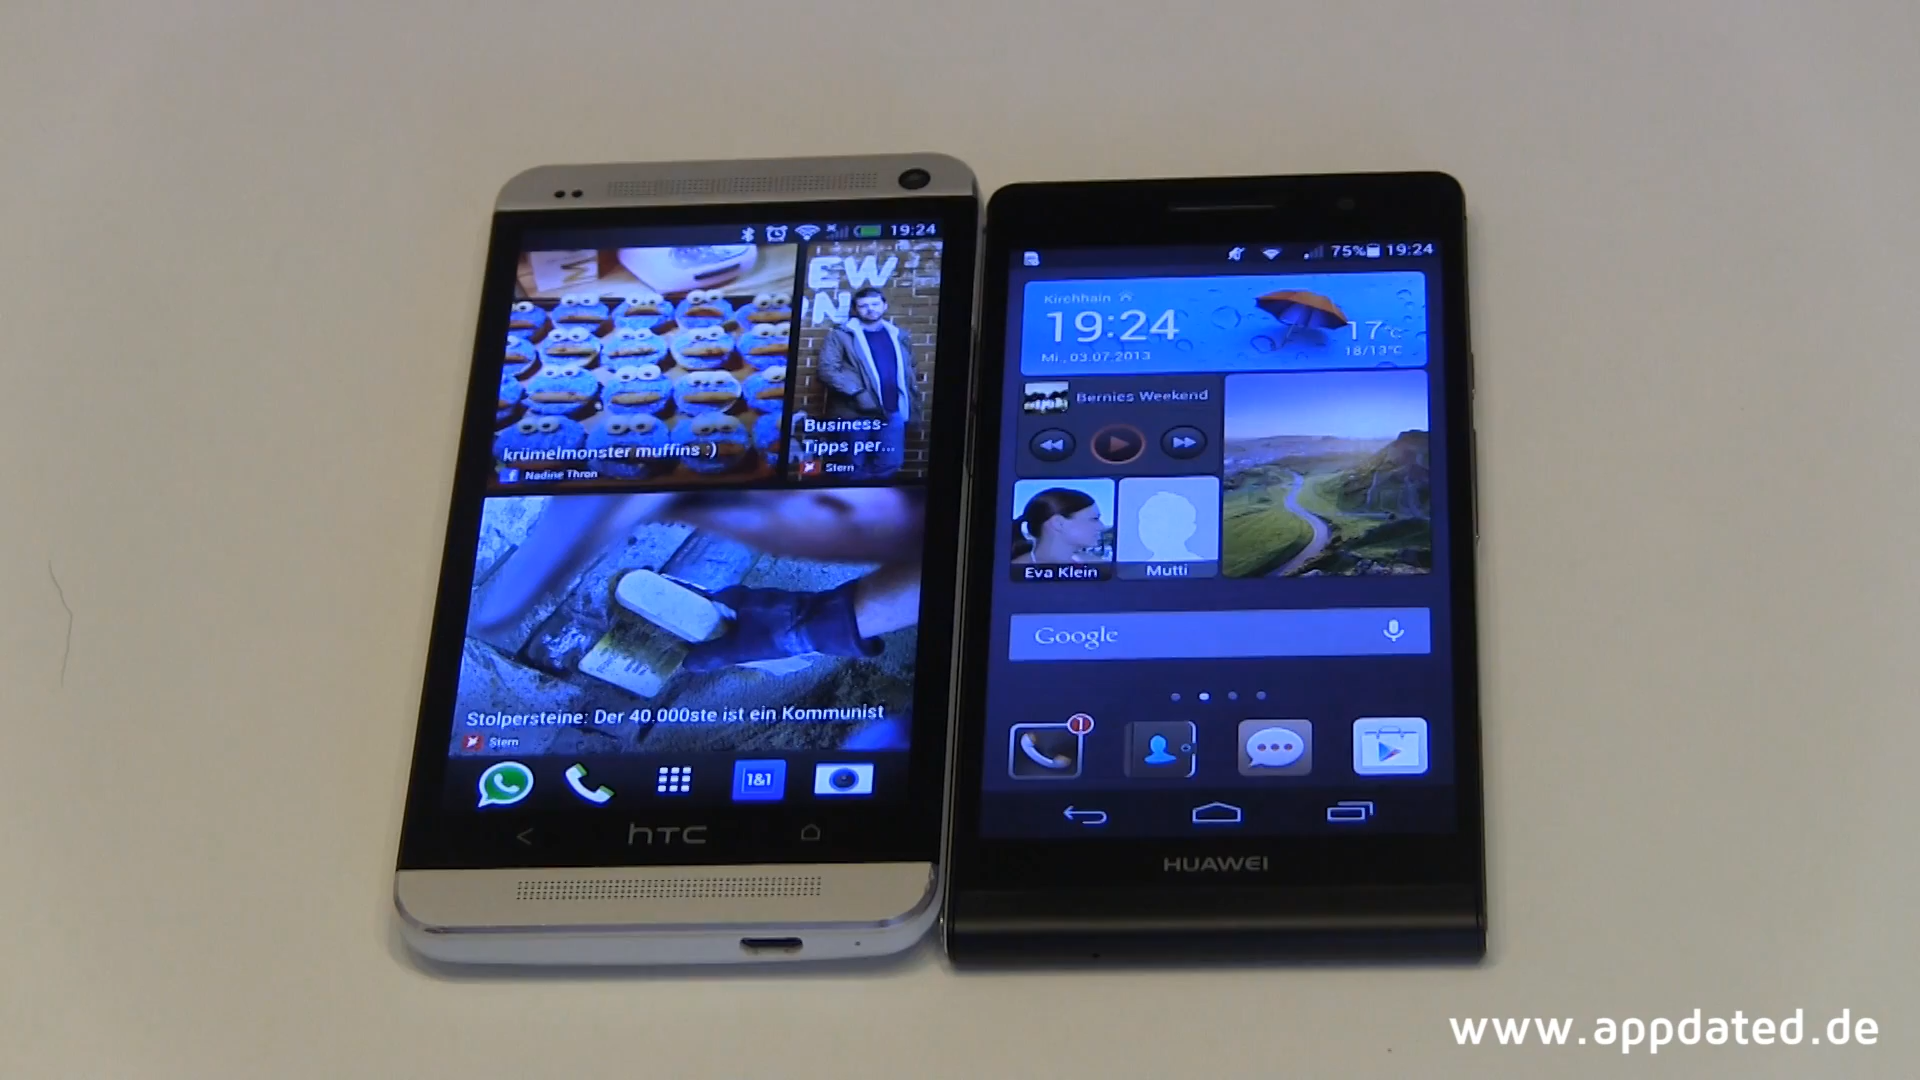 19:24
EW
N
krümelmonster muffins :)
Nadine Thron
Business-
Tipps per...
Stern
Stolpersteine: Der 40.000ste ist ein Kommunist
Stern
1&1
hTC
75% 19:24
Kirchhain
19:24
Mi., 03.07.2013
17°C
18/13°C
Bernies Weekend
Eva Klein
Mutti
Google
1
HUAWEI
www.appdated.de